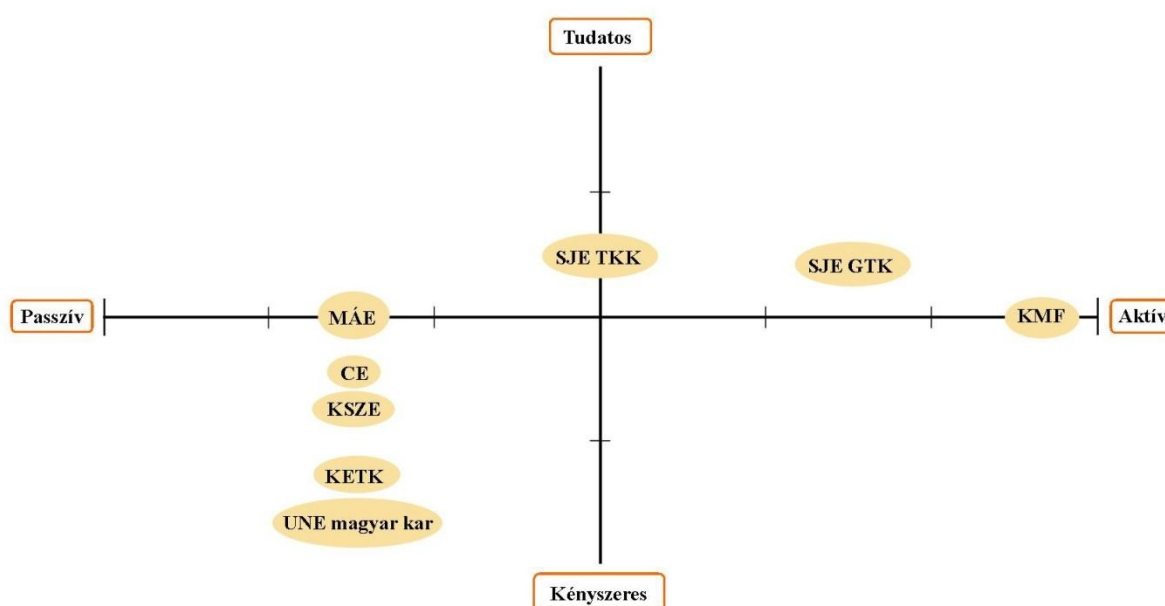 Tudatos
SJE TKK
SJE GTK
Passzív
MÁE
KMF
Aktív
CE
KSZE
KETK
UNE magyar kar
Kényszeres